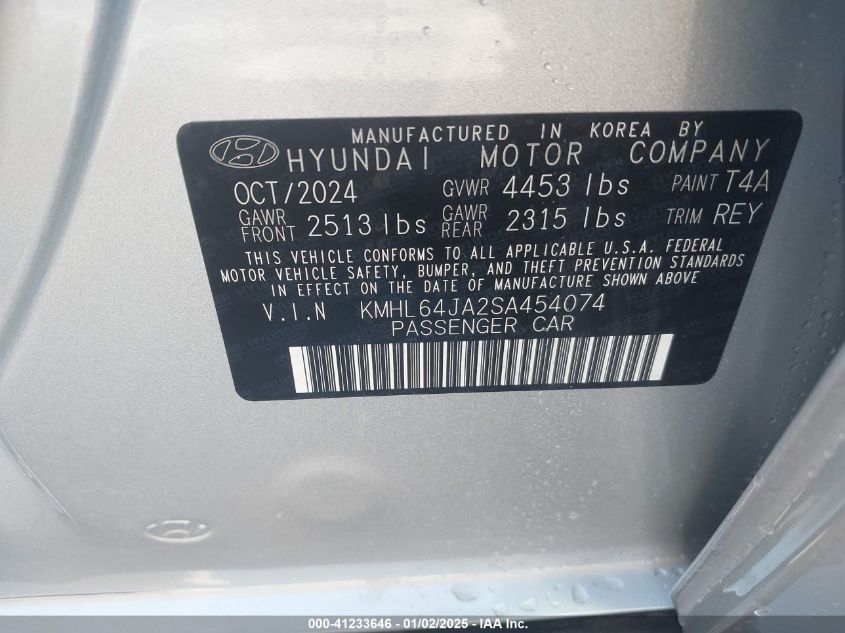 MANUFACTURED IN KOREA BY
HYUNDAI MOTOR COMPANY
OCT/2024 GVWR 4453 lbs PAINT T4A
GAWR FRONT 2513 lbs GAWR REAR 2315 lbs TRIM REY
THIS VEHICLE CONFORMS TO ALL APPLICABLE U.S.A. FEDERAL
MOTOR VEHICLE SAFETY, BUMPER, AND THEFT PREVENTION STANDARDS
IN EFFECT ON THE DATE OF MANUFACTURE SHOWN ABOVE
V.I.N KMHL64JA2SA454074
PASSENGER CAR
000-41233646 - 01/02/2025 - IAA Inc.